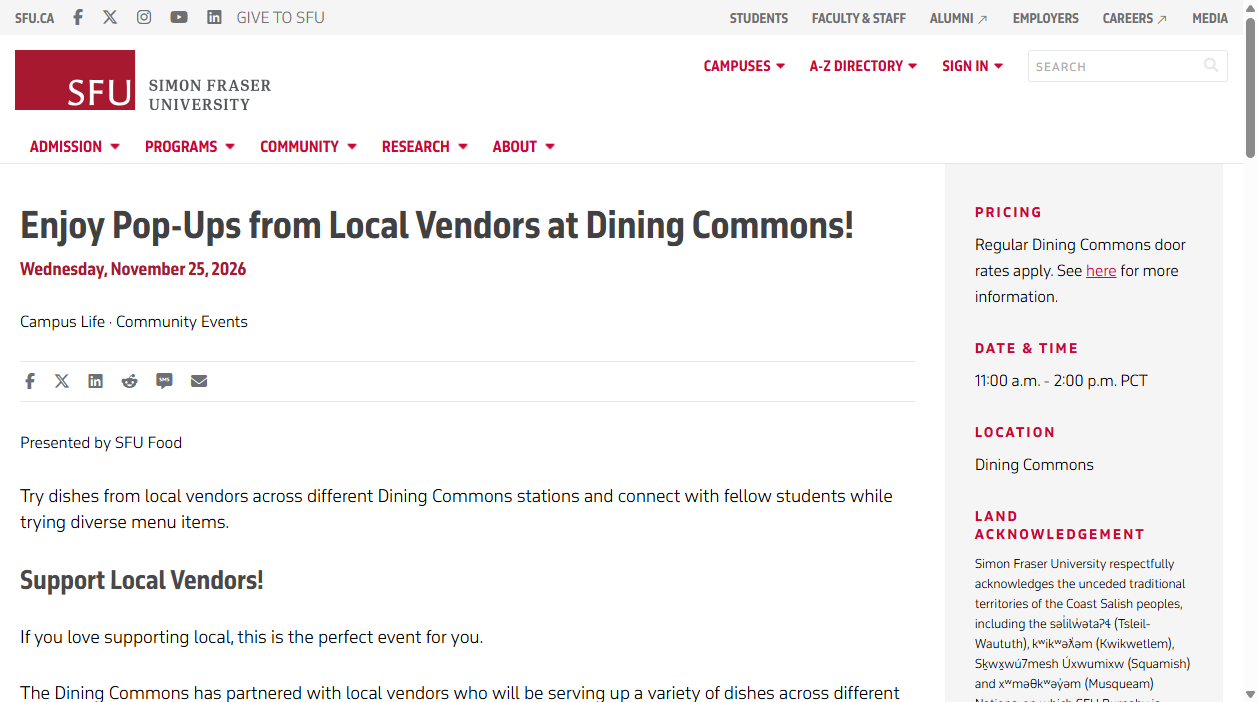 SFU.CA GIVE TO SFU STUDENTS FACULTY & STAFF ALUMNI EMPLOYERS CAREERS MEDIA
SFU SIMON FRASER
UNIVERSITY
CAMPUSES A-Z DIRECTORY SIGN IN SEARCH
ADMISSION PROGRAMS COMMUNITY RESEARCH ABOUT
Enjoy Pop-Ups from Local Vendors at Dining Commons!
Wednesday, November 25, 2026
Campus Life · Community Events
SMS
Presented by SFU Food
Try dishes from local vendors across different Dining Commons stations and connect with fellow students while
trying diverse menu items.
Support Local Vendors!
If you love supporting local, this is the perfect event for you.
The Dining Commons has partnered with local vendors who will be serving up a variety of dishes across different
PRICING
Regular Dining Commons door
rates apply. See here for more
information.
DATE & TIME
11:00 a.m. - 2:00 p.m. PCT
LOCATION
Dining Commons
LAND
ACKNOWLEDGEMENT
Simon Fraser University respectfully
acknowledges the unceded traditional
territories of the Coast Salish peoples,
including the səl̓ilw̓ətaʔɬ (Tsleil-
Waututh), kʷikʷəƛ̓əm (Kwikwetlem),
Sḵwx̱wú7mesh Úxwumixw (Squamish)
and xʷməθkʷəy̓əm (Musqueam)